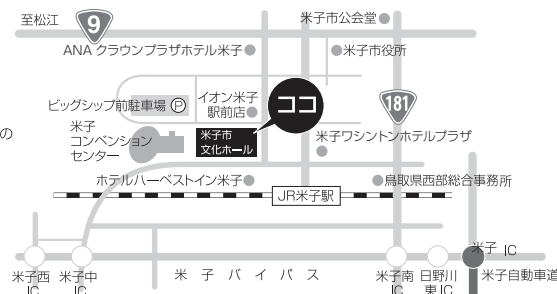 至松江
9
米子市公会堂
ANA クラウンプラザホテル米子
米子市役所
ビッグシップ前駐車場 P
イオン米子
駅前店
ココ
181
の
米子
コンベンション
センター
米子市
文化ホール
米子ワシントンホテルプラザ
ホテルハーベストイン米子
鳥取県西部総合事務所
JR米子駅
米子 IC
米子西
IC
米子中
IC
米子バイパス
米子南
IC
日野川
東IC
米子自動車道